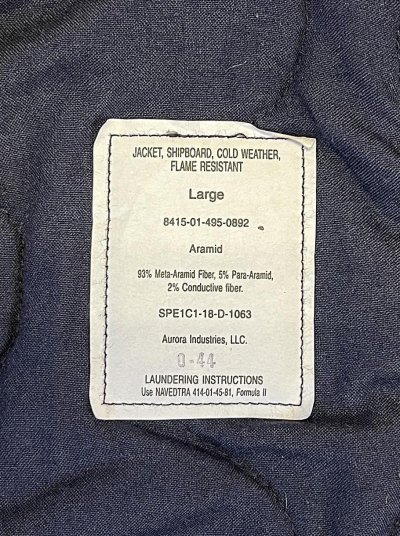 JACKET, SHIPBOARD, COLD WEATHER,
FLAME RESISTANT
Large
8415-01-495-0892
Aramid
93% Meta-Aramid Fiber, 5% Para-Aramid,
2% Conductive fiber.
SPE1C1-18-D-1063
Aurora Industries, LLC.
0-44
LAUNDERING INSTRUCTIONS
Use NAVEDTRA 414-01-45-81, Formula II